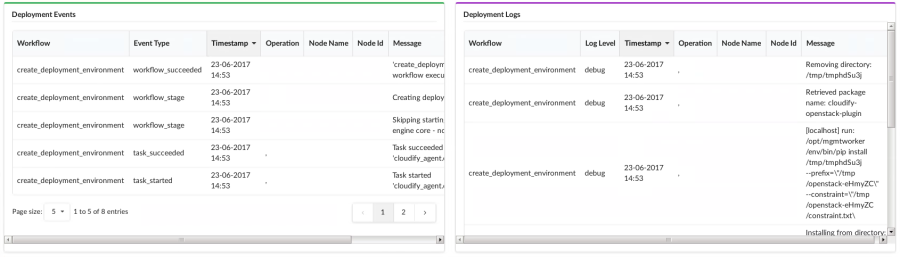 Deployment Events
Workflow Event Type Timestamp Operation Node Name Node Id Message
create_deployment_environment workflow_succeeded 23-06-2017 14:53 'create_deploym
workflow execu
create_deployment_environment workflow_stage 23-06-2017 14:53 Creating deploy
create_deployment_environment workflow_stage 23-06-2017 14:53 Skipping startin
engine core - no
create_deployment_environment task_succeeded 23-06-2017 14:53 . Task succeeded
'cloudify_agent.
create_deployment_environment task_started 23-06-2017 14:53 . Task started
'cloudify_agent.
Page size: 5 1 to 5 of 8 entries ‹ 1 2 ›
Deployment Logs
Workflow Log Level Timestamp Operation Node Name Node Id Message
create_deployment_environment debug 23-06-2017 14:53 . Removing directory:
/tmp/tmphdSu3j
create_deployment_environment debug 23-06-2017 14:53 . Retrieved package
name: cloudify-
openstack-plugin
create_deployment_environment debug 23-06-2017 14:53 . [localhost] run:
/opt/mgmtworker
/env/bin/pip install
/tmp/tmphdSu3j
--prefix=\"/tmp
/openstack-eHmyZC\"
--constraint=\"/tmp
/openstack-eHmyZC
/constraint.txt\
Installing from directory: